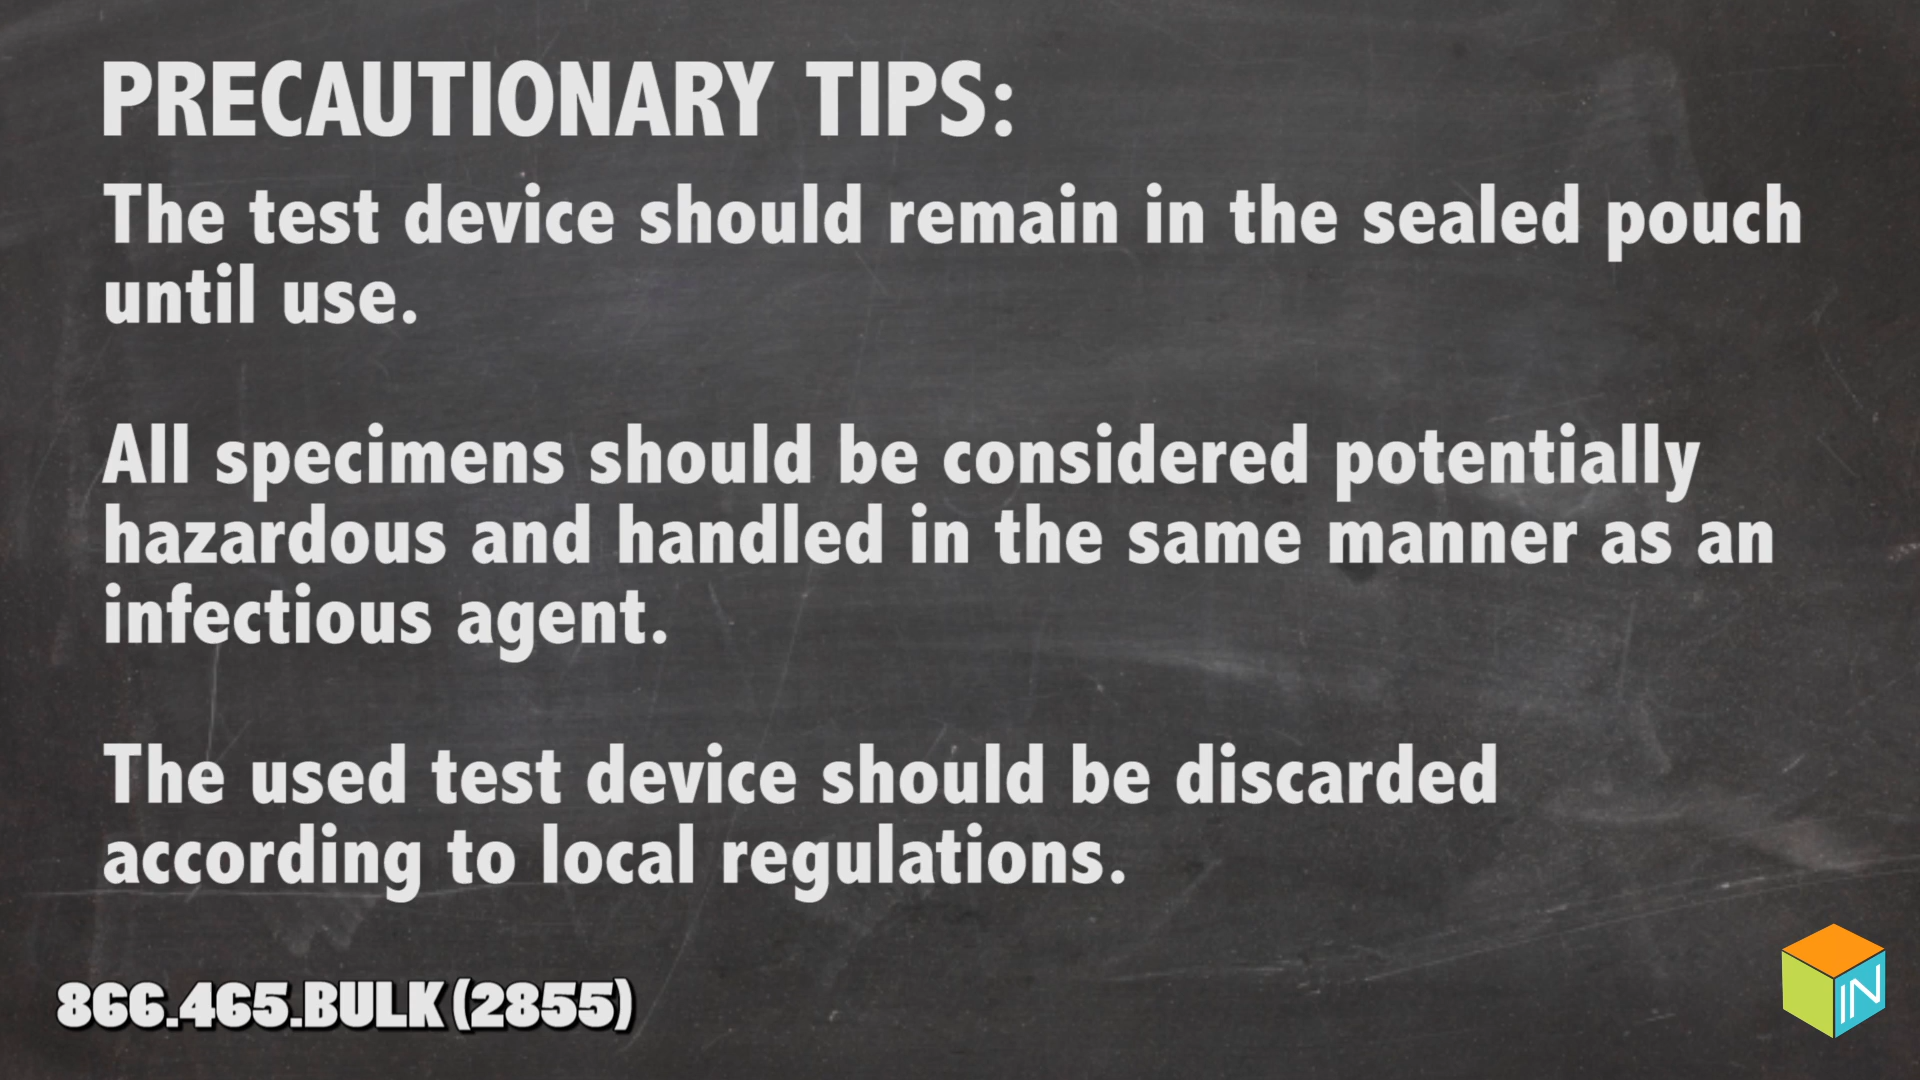 PRECAUTIONARY TIPS:
The test device should remain in the sealed pouch
until use.
All specimens should be considered potentially
hazardous and handled in the same manner as an
infectious agent.
The used test device should be discarded
according to local regulations.
866.465.BULK (2855)
IN